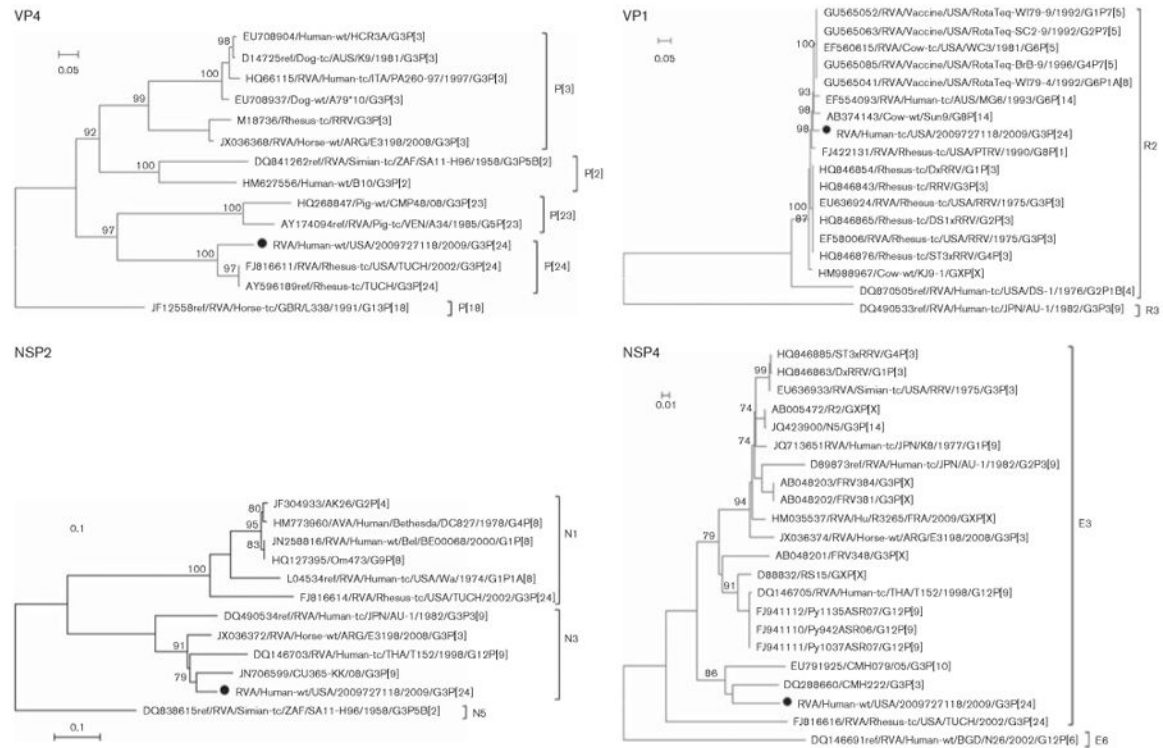 VP4
0.05
EU708904/Human-wt/HCR3A/G3P[3]
98
D14725ref/Dog-tc/AUS/K9/1981/G3P[3]
HQ66115/RVA/Human-tc/ITA/PA260-97/1997/G3P[3]
100
EU708937/Dog-wt/A79*10/G3P[3]
P[3]
99
M18736/Rhesus-tc/RRV/G3P[3]
92
JX036368/RVA/Horse-wt/ARG/E3198/2008/G3P[3]
DQ841262ref/RVA/Simian-tc/ZAF/SA11-H96/1958/G3P5B[2]
100
HM627556/Human-wt/B10/G3P[2]
P[2]
HQ268847/Pig-wt/CMP48/08/G3P[23]
100
AY174094ref/RVA/Pig-tc/VEN/A34/1985/G5P[23]
P[23]
97
RVA/Human-wt/USA/2009727118/2009/G3P[24]
100
FJ816611/RVA/Rhesus-tc/USA/TUCH/2002/G3P[24]
97
AY596189ref/Rhesus-tc/TUCH/G3P[24]
P[24]
JF12558ref/RVA/Horse-tc/GBR/L338/1991/G13P[18]
P[18]
VP1
0.05
GU565052/RVA/Vaccine/USA/RotaTeq-WI79-9/1992/G1P7[5]
GU565063/RVA/Vaccine/USA/RotaTeq-SC2-9/1992/G2P7[5]
100
EF560615/RVA/Cow-tc/USA/WC3/1981/G6P[5]
GU565085/RVA/Vaccine/USA/RotaTeq-BrB-9/1996/G4P7[5]
GU565041/RVA/Vaccine/USA/RotaTeq-WI79-4/1992/G6P1A[8]
93
EF554093/RVA/Human-tc/AUS/MG6/1993/G6P[14]
98
AB374143/Cow-wt/Sun9/G8P[14]
98
RVA/Human-tc/USA/2009727118/2009/G3P[24]
FJ422131/RVA/Rhesus-tc/USA/PTRV/1990/G8P[1]
R2
HQ846854/Rhesus-tc/DxRRV/G1P[3]
HQ846843/Rhesus-tc/RRV/G3P[3]
EU636924/RVA/Rhesus-tc/USA/RRV/1975/G3P[3]
100
87
HQ846865/Rhesus-tc/DS1xRRV/G2P[3]
EF58006/RVA/Rhesus-tc/USA/RRV/1975/G3P[3]
HQ846876/Rhesus-tc/ST3xRRV/G4P[3]
HM988967/Cow-wt/KJ9-1/GXP[X]
DQ870505ref/RVA/Human-tc/USA/DS-1/1976/G2P1B[4]
DQ490533ref/RVA/Human-tc/JPN/AU-1/1982/G3P3[9]
R3
NSP2
0.1
JF304933/AK26/G2P[4]
80
HM773960/AVA/Human/Bethesda/DC827/1978/G4P[8]
95
JN258816/RVA/Human-wt/Bel/BE00068/2000/G1P[8]
83
HQ127395/Om473/G9P[8]
N1
100
L04534ref/RVA/Human-tc/USA/Wa/1974/G1P1A[8]
FJ816614/RVA/Rhesus-tc/USA/TUCH/2002/G3P[24]
DQ490534ref/RVA/Human-tc/JPN/AU-1/1982/G3P3[9]
JX036372/RVA/Horse-wt/ARG/E3198/2008/G3P[3]
91
DQ146703/RVA/Human-tc/THA/T152/1998/G12P[9]
N3
79
JN706599/CU365-KK/08/G3P[9]
RVA/Human-wt/USA/2009727118/2009/G3P[24]
DQ838615ref/RVA/Simian-tc/ZAF/SA11-H96/1958/G3P5B[2]
N5
0.1
NSP4
0.01
HQ846885/ST3xRRV/G4P[3]
99
HQ846863/DxRRV/G1P[3]
EU636933/RVA/Simian-tc/USA/RRV/1975/G3P[3]
74
AB005472/R2/GXP[X]
JQ423900/N5/G3P[14]
74
JQ713651RVA/Human-tc/JPN/K8/1977/G1P[9]
D89873ref/RVA/Human-tc/JPN/AU-1/1982/G2P3[9]
AB048203/FRV384/G3P[X]
94
AB048202/FRV381/G3P[X]
HM035537/RVA/Hu/R3265/FRA/2009/GXP[X]
E3
JX036374/RVA/Horse-wt/ARG/E3198/2008/G3P[3]
79
AB048201/FRV348/G3P[X]
D88832/RS15/GXP[X]
91
DQ146705/RVA/Human-tc/THA/T152/1998/G12P[9]
FJ941112/Py1135ASR07/G12P[9]
FJ941110/Py942ASR06/G12P[9]
FJ941111/Py1037ASR07/G12P[9]
86
EU791925/CMH079/05/G3P[10]
DQ288660/CMH222/G3P[3]
RVA/Human-wt/USA/2009727118/2009/G3P[24]
FJ816616/RVA/Rhesus-tc/USA/TUCH/2002/G3P[24]
DQ146691ref/RVA/Human-wt/BGD/N26/2002/G12P[6]
E6